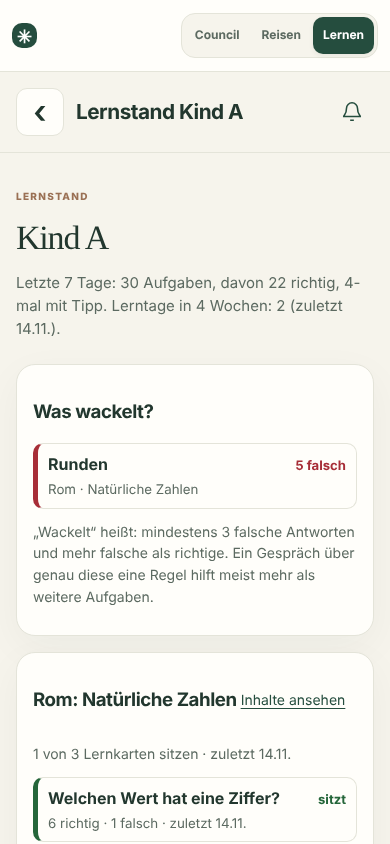 Council Reisen Lernen
Lernstand Kind A
LERNSTAND
Kind A
Letzte 7 Tage: 30 Aufgaben, davon 22 richtig, 4-
mal mit Tipp. Lerntage in 4 Wochen: 2 (zuletzt
14.11.).
Was wackelt?
Runden 5 falsch
Rom · Natürliche Zahlen
„Wackelt“ heißt: mindestens 3 falsche Antworten
und mehr falsche als richtige. Ein Gespräch über
genau diese eine Regel hilft meist mehr als
weitere Aufgaben.
Rom: Natürliche Zahlen Inhalte ansehen
1 von 3 Lernkarten sitzen · zuletzt 14.11.
Welchen Wert hat eine Ziffer? sitzt
6 richtig · 1 falsch · zuletzt 14.11.